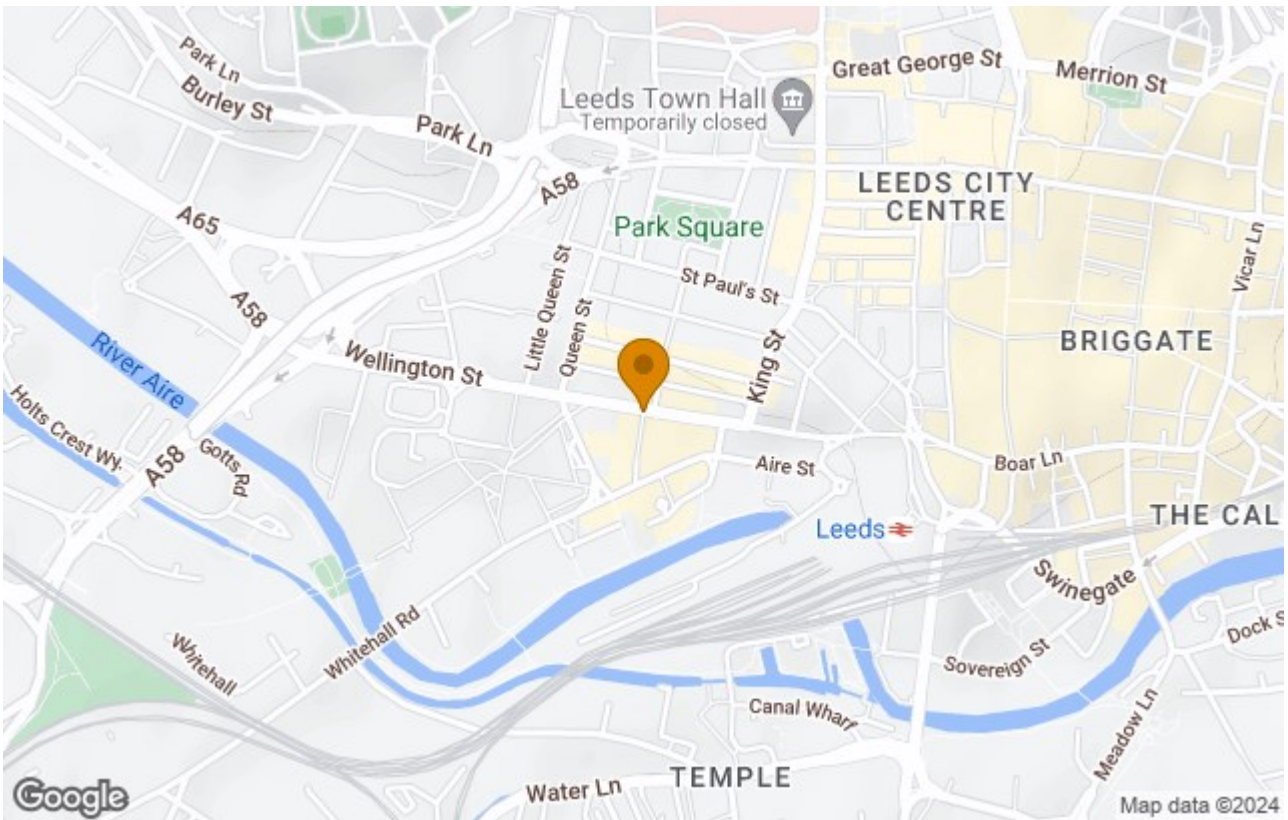 Park Ln
Burley St
Park Ln
Leeds Town Hall
Temporarily closed
Great George St
Merrion St
A58
A65
LEEDS CITY
CENTRE
Park Square
Little Queen St
Queen St
St Paul's St
Vicar Ln
A58
River Aire
Wellington St
King St
BRIGGATE
Holts Crest Wy.
A58
Gotts Rd
Aire St
Boar Ln
Leeds
THE CAL
Swinegate
Whitehall Rd
Whitehall
Sovereign St
Dock S
Canal Wharf
Meadow Ln
Water Ln
TEMPLE
Google
Map data ©2024